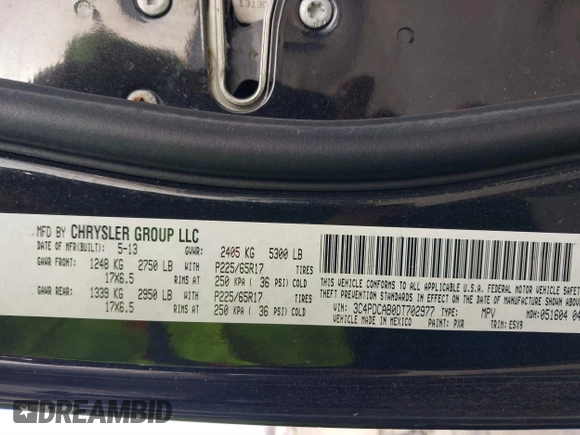 MFD BY CHRYSLER GROUP LLC
DATE OF MFR(BUILT): 5-13 GVWR: 2405 KG 5300 LB
GAWR FRONT: 1248 KG 2750 LB WITH P225/65R17 TIRES
17X6.5 RIMS AT 250 KPA ( 36 PSI) COLD
GAWR REAR: 1339 KG 2950 LB WITH P225/65R17 TIRES
17X6.5 RIMS AT 250 KPA ( 36 PSI) COLD
THIS VEHICLE CONFORMS TO ALL APPLICABLE U.S.A. FEDERAL MOTOR VEHICLE SAFETY,
THEFT PREVENTION STANDARDS IN EFFECT ON THE DATE OF MANUFACTURE SHOWN
VIN: 3C4PDCAB0DT702977 TYPE: MPV MDH: 051604 04
VEHICLE MADE IN MEXICO PAINT: PXR TRIM: E5X9
DREAMBID